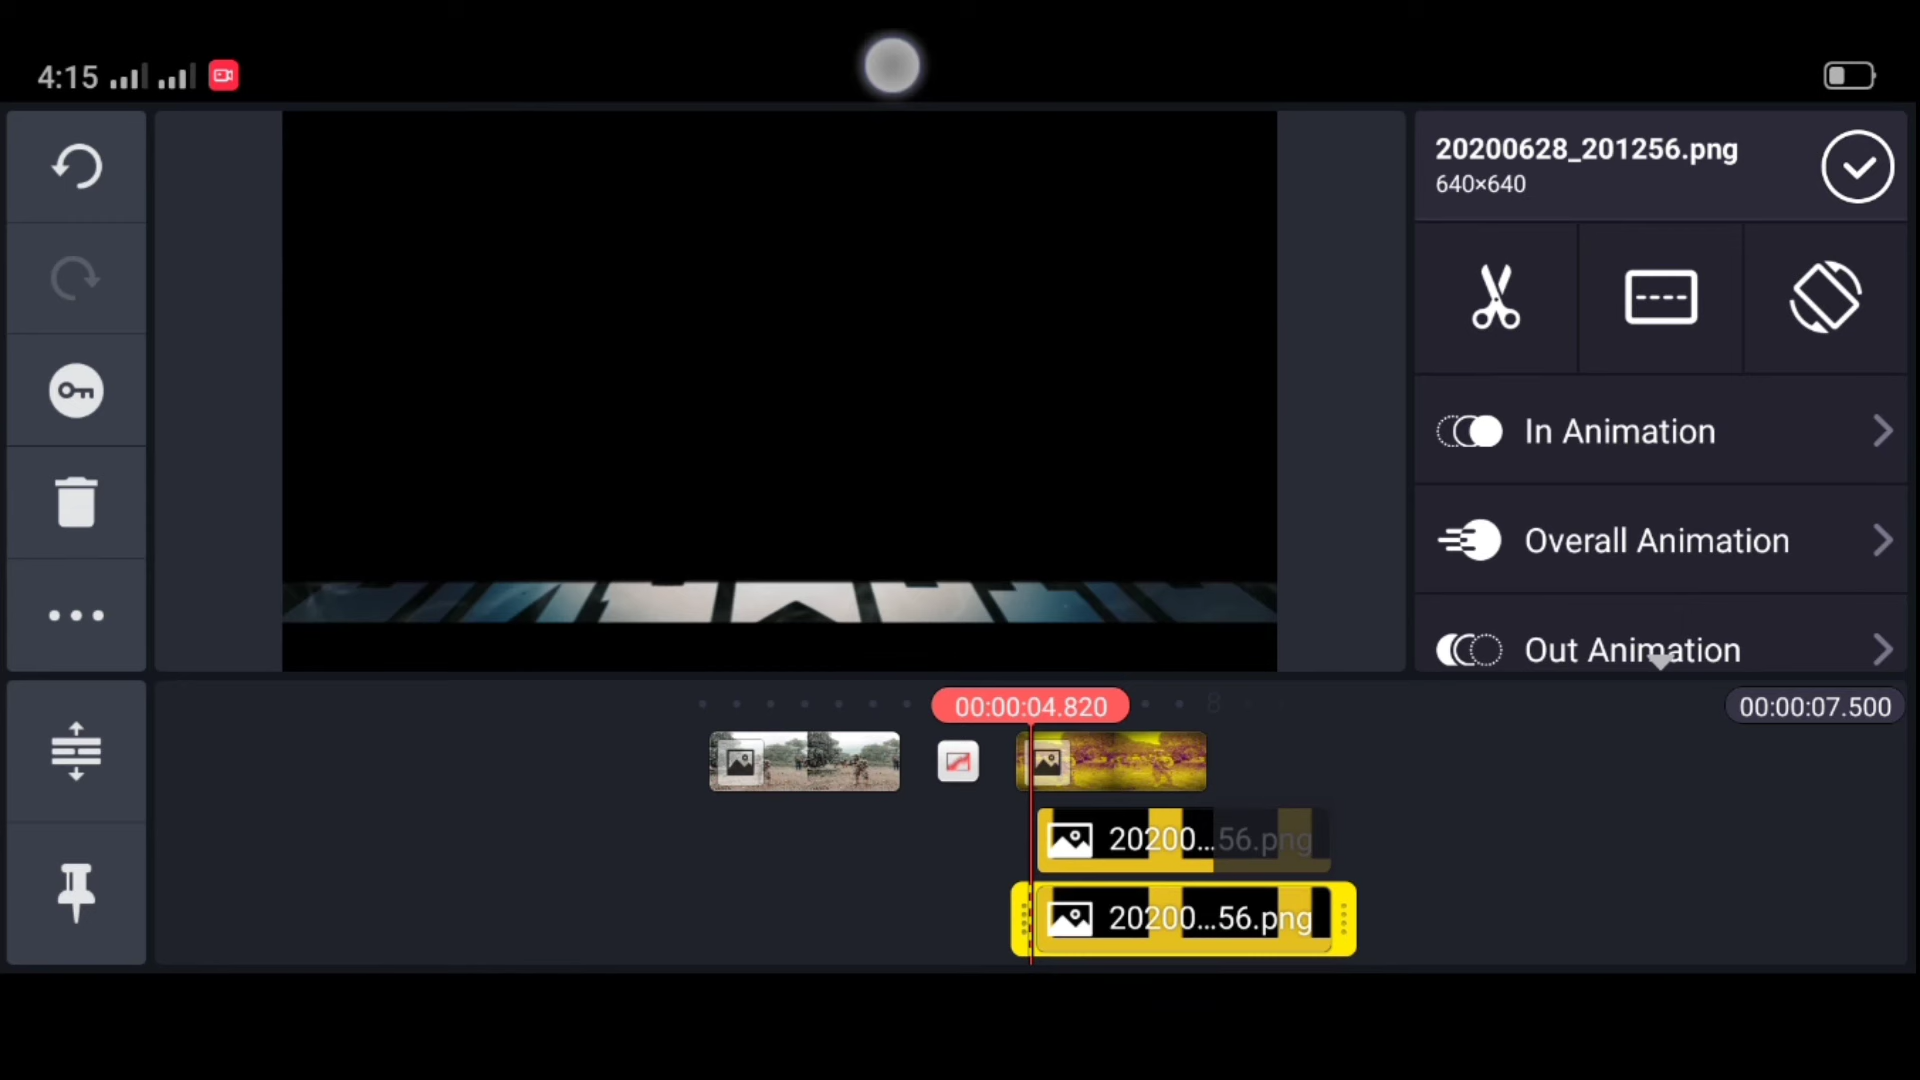 4:15
20200628_201256.png
640×640
In Animation
Overall Animation
Out Animation
00:00:04.820
8
00:00:07.500
20200...56.png
20200...56.png